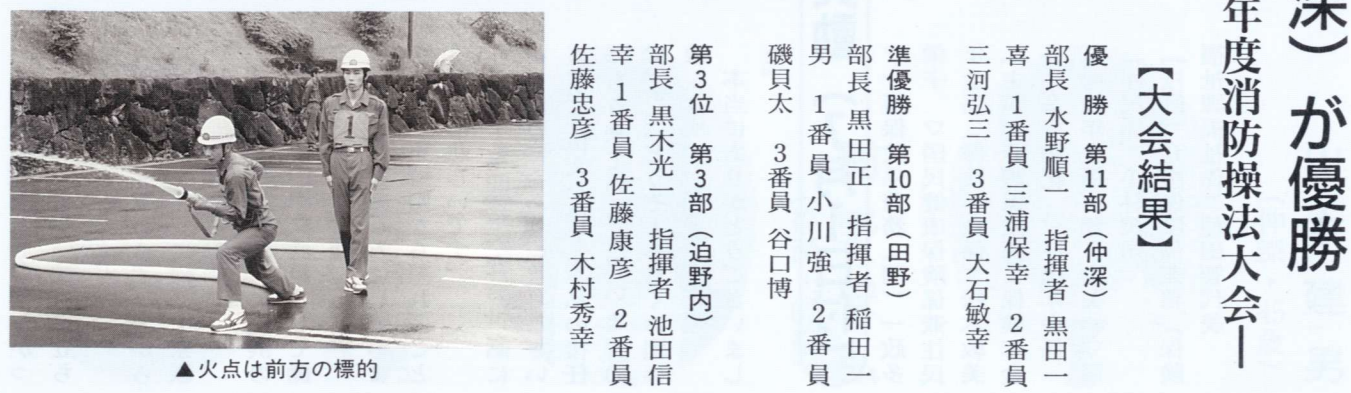 深）が優勝
年度消防操法大会―
【大会結果】
優　勝　第11部（仲深）
部長 水野順一　指揮者 黒田一
喜　1番員 三浦保幸　2番員
三河弘三　3番員 大石敏幸
準優勝　第10部（田野）
部長 黒田正　指揮者 稲田一
男　1番員 小川強　2番員
磯貝太　3番員 谷口博
第3位　第3部（迫野内）
部長 黒木光一　指揮者 池田信
幸 1番員 佐藤康彦　2番員
佐藤忠彦　3番員 木村秀幸
▲火点は前方の標的
1